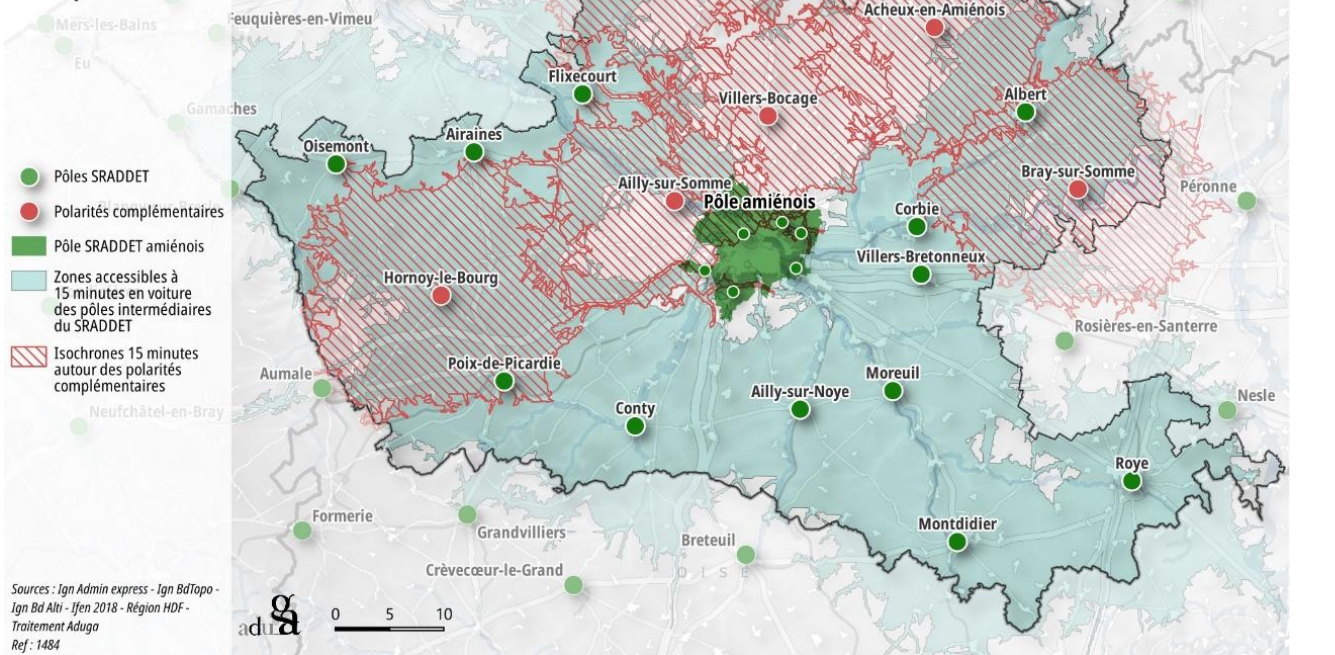 Mers-les-Bains
Feuquières-en-Vimeu
Acheux-en-Amiénois
Eu
Flixecourt
Villers-Bocage
Albert
Gamaches
Oisemont
Airaines
Pôles SRADDET
Ailly-sur-Somme
Bray-sur-Somme
Péronne
Pôle amiénois
Polarités complémentaires
Corbie
Pôle SRADDET amiénois
Villers-Bretonneux
Zones accessibles à
15 minutes en voiture
des pôles intermédiaires
du SRADDET
Hornoy-le-Bourg
Rosières-en-Santerre
Isochrones 15 minutes
autour des polarités
complémentaires
Poix-de-Picardie
Aumale
Moreuil
Ailly-sur-Noye
Nesle
Neufchâtel-en-Bray
Conty
Roye
Formerie
Grandvilliers
Montdidier
Breteuil
Crèvecœur-le-Grand
OISE
Sources : Ign Admin express - Ign BdTopo -
Ign Bd Alti - Ifen 2018 - Région HDF -
Traitement Aduga
Ref : 1484
aduga
0 5 10